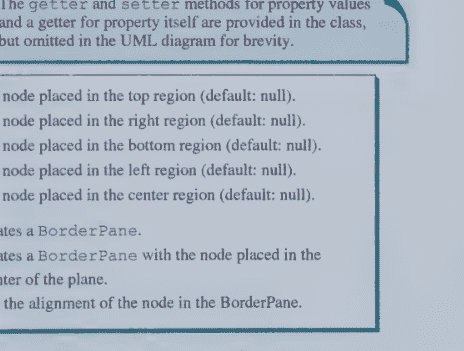 The getter and setter methods for property values
and a getter for property itself are provided in the class,
but omitted in the UML diagram for brevity.
node placed in the top region (default: null).
node placed in the right region (default: null).
node placed in the bottom region (default: null).
node placed in the left region (default: null).
node placed in the center region (default: null).
ates a BorderPane.
ates a BorderPane with the node placed in the
nter of the plane.
the alignment of the node in the BorderPane.